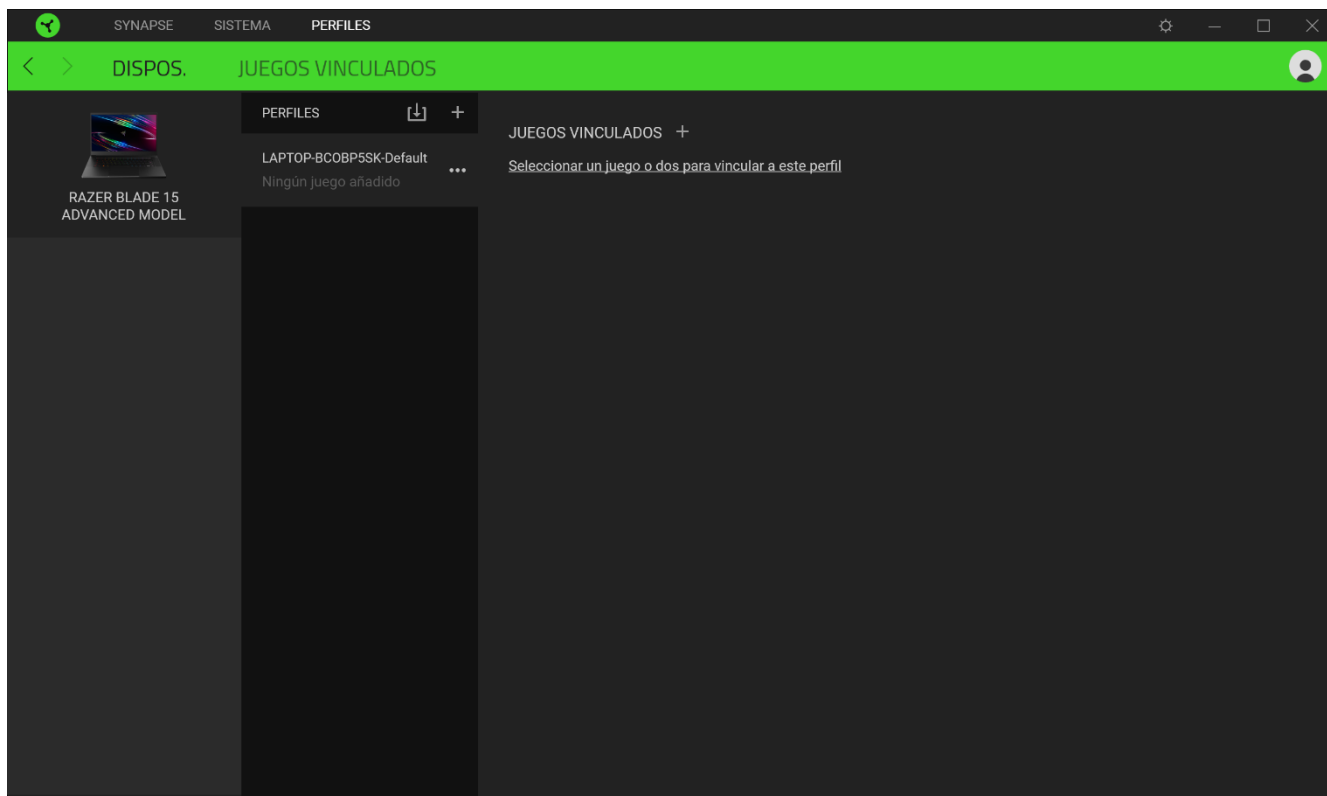 SYNAPSE SISTEMA PERFILES
DISPOS. JUEGOS VINCULADOS
RAZER BLADE 15
ADVANCED MODEL
PERFILES
LAPTOP-BCOBP5SK-Default
Ningún juego añadido
JUEGOS VINCULADOS +
Seleccionar un juego o dos para vincular a este perfil